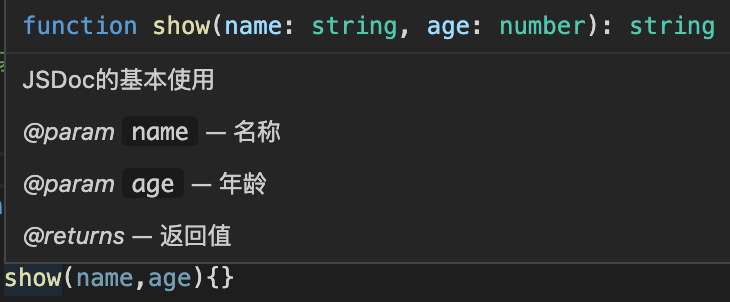 function show(name: string, age: number): string
JSDoc的基本使用
@param name — 名称
@param age — 年龄
@returns — 返回值
show(name,age){}